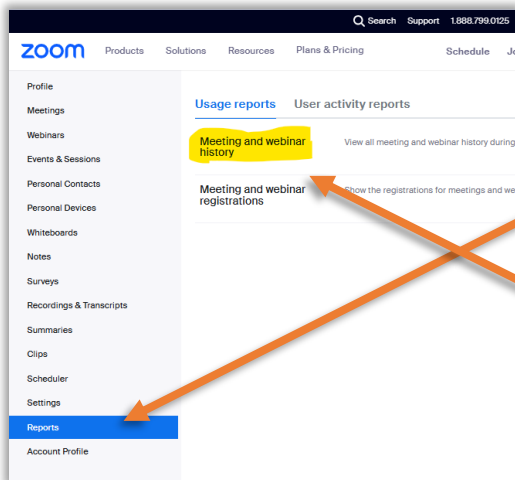 Search Support 1.888.799.0125
zoom Products Solutions Resources Plans & Pricing Schedule
Profile
Meetings
Webinars
Events & Sessions
Personal Contacts
Personal Devices
Whiteboards
Notes
Surveys
Recordings & Transcripts
Summaries
Clips
Scheduler
Settings
Reports
Account Profile
Usage reports User activity reports
Meeting and webinar
history
View all meeting and webinar history during
Meeting and webinar
registrations
Show the registrations for meetings and